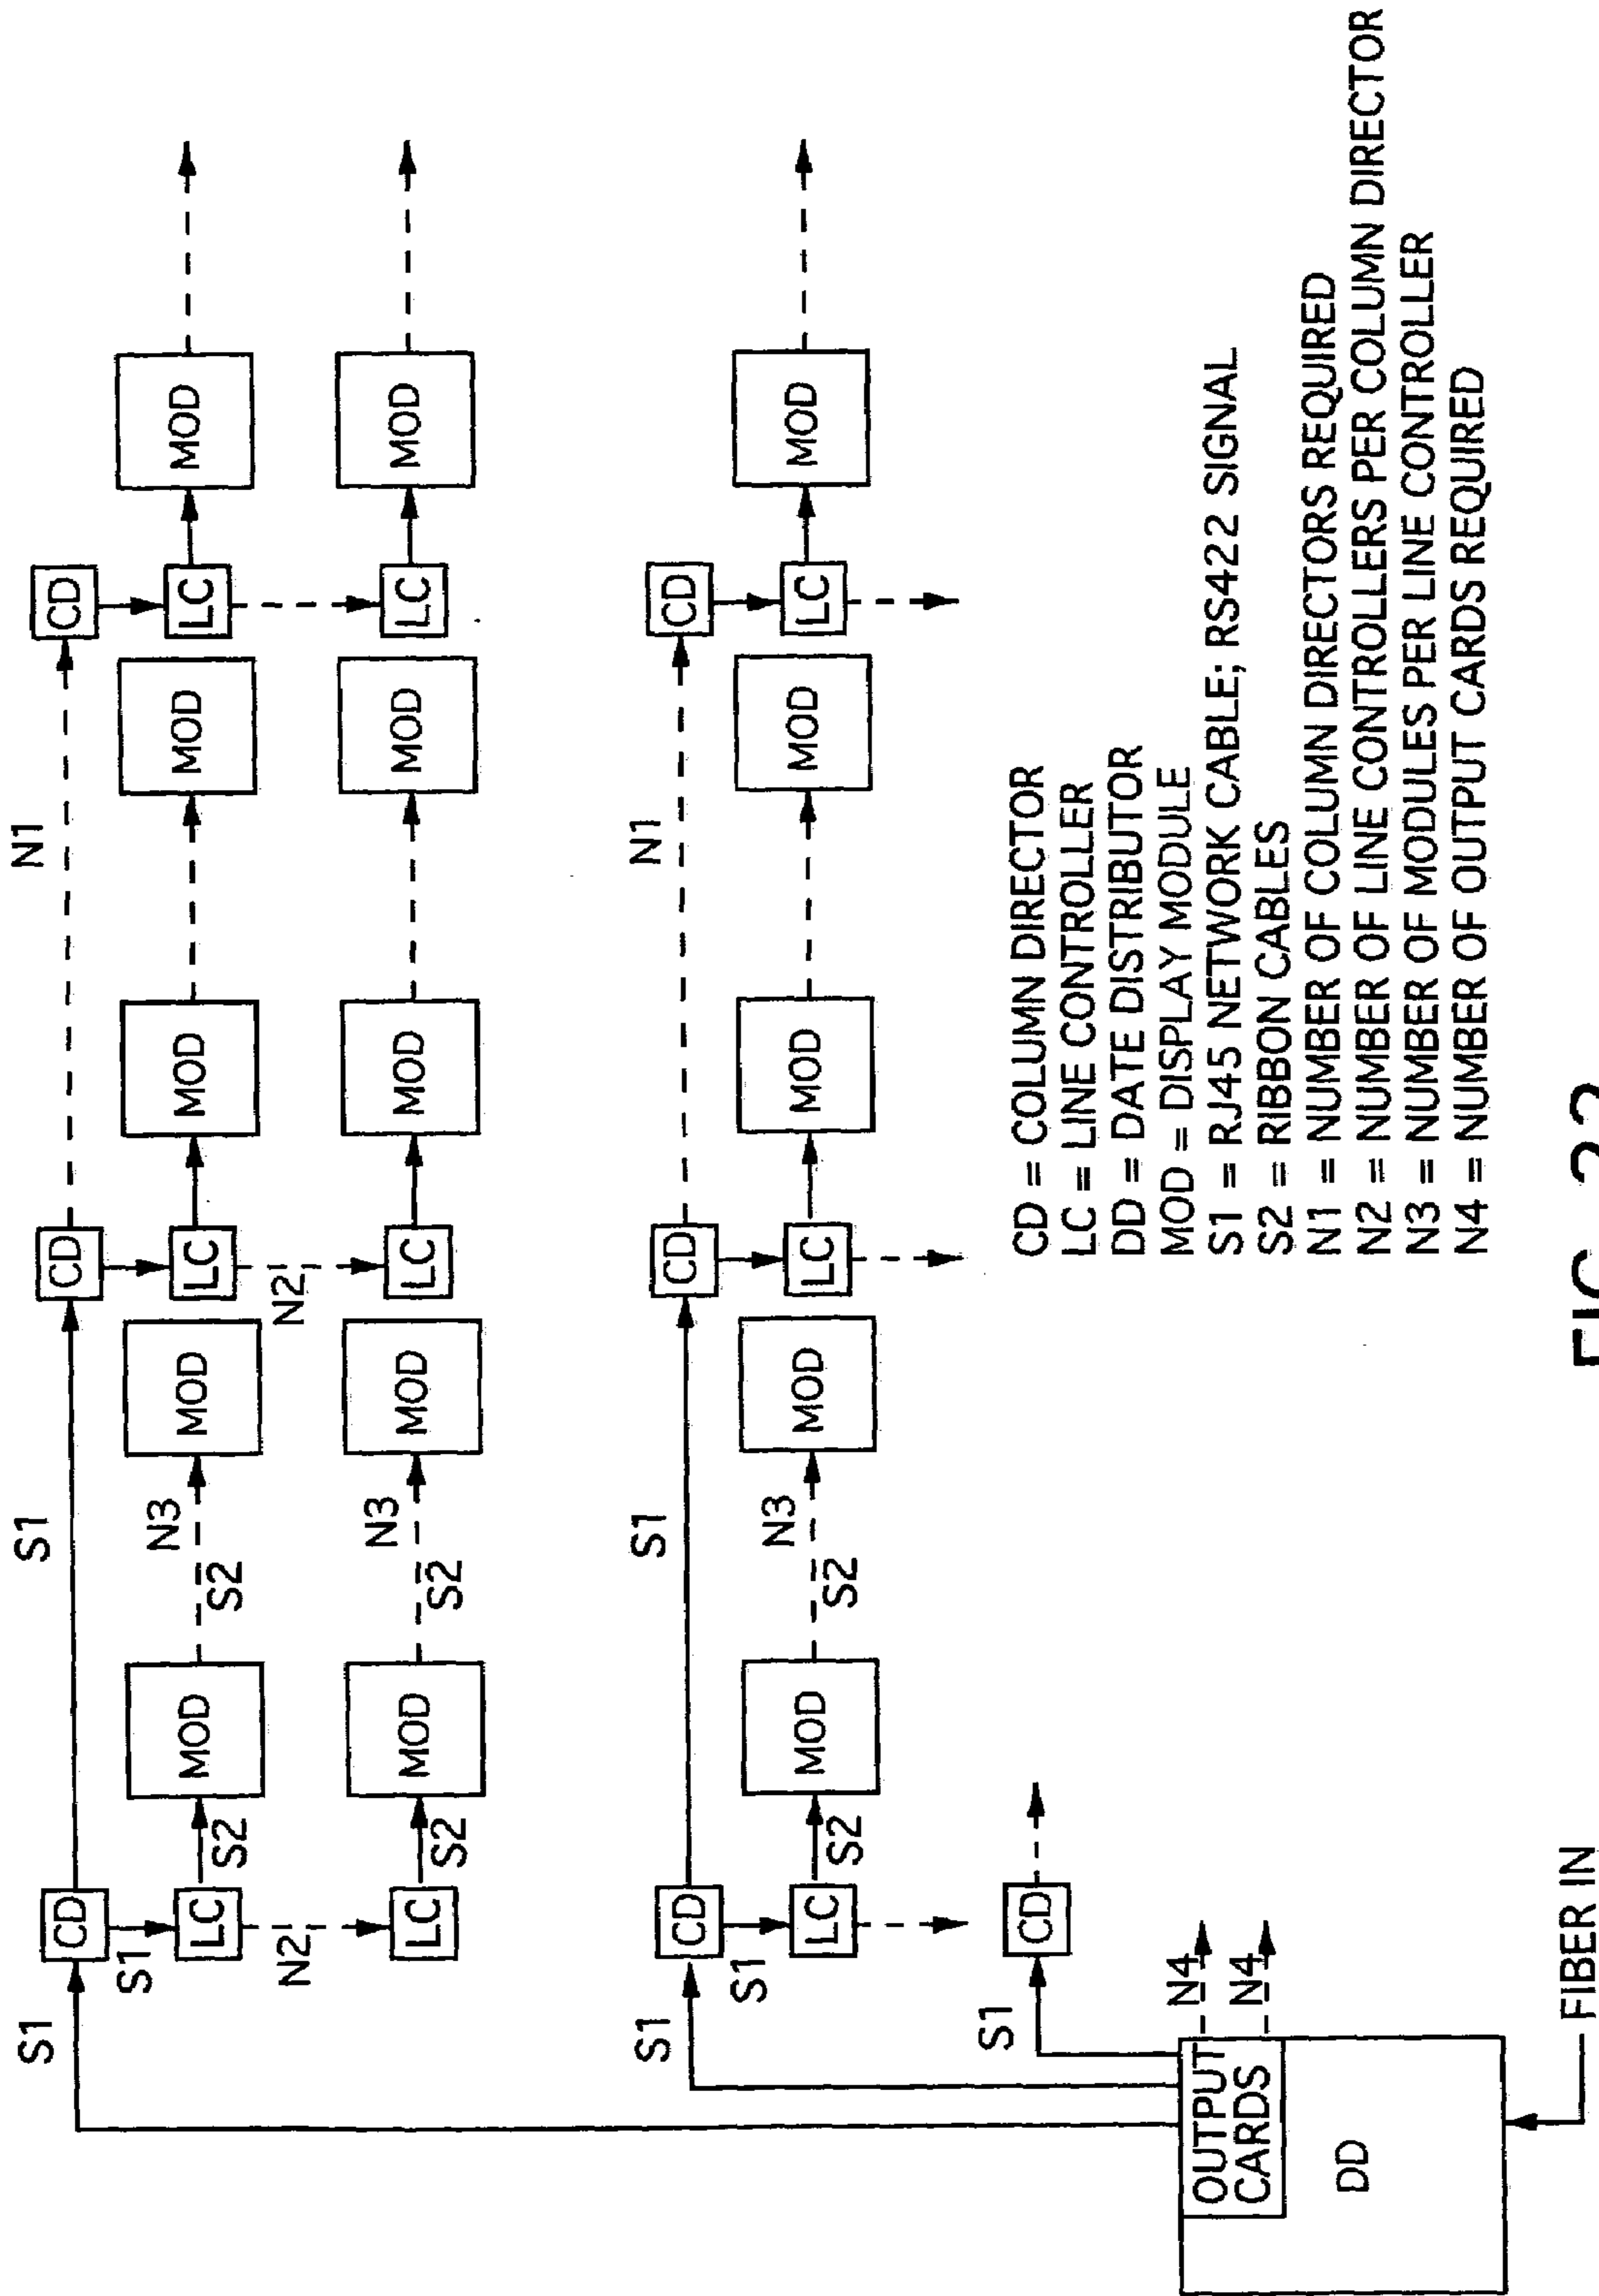 S1 S1 N1
CD CD CD
S1
N3
LC MOD MOD LC MOD MOD LC MOD
S2 S2
N2 N2
N3
LC MOD MOD LC MOD MOD LC MOD
S2 S2
S1 S1 N1
CD CD CD
S1
N3
LC MOD MOD LC MOD MOD LC MOD
S2 S2
S1
CD
CD = COLUMN DIRECTOR
LC = LINE CONTROLLER
DD = DATE DISTRIBUTOR
MOD = DISPLAY MODULE
S1 = RJ45 NETWORK CABLE; RS422 SIGNAL
S2 = RIBBON CABLES
N1 = NUMBER OF COLUMN DIRECTORS REQUIRED
N2 = NUMBER OF LINE CONTROLLERS PER COLUMN DIRECTOR
N3 = NUMBER OF MODULES PER LINE CONTROLLER
N4 = NUMBER OF OUTPUT CARDS REQUIRED
OUTPUT N4
CARDS N4
DD
FIBER IN
FIG